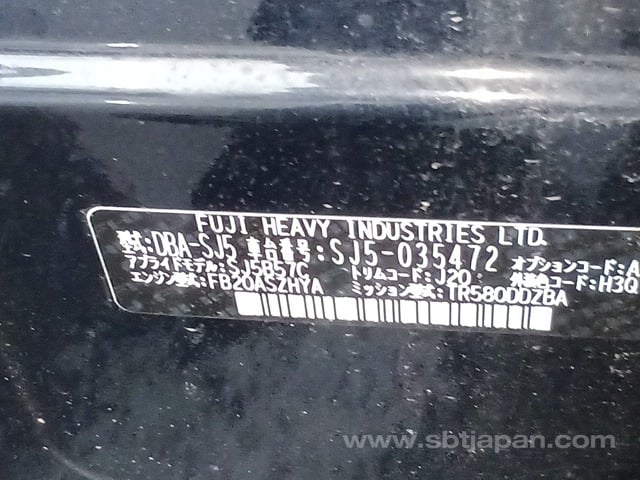 FUJI HEAVY INDUSTRIES LTD.
型式:DBA-SJ5 車台番号:SJ5-035472 オプションコード:A
アプライドモデル:SJ5B57C トリムコード:J20 外装色コード:H3Q
エンジン型式:FB20ASZHYA ミッション型式:TR580DDZBA
www.sbtjapan.com